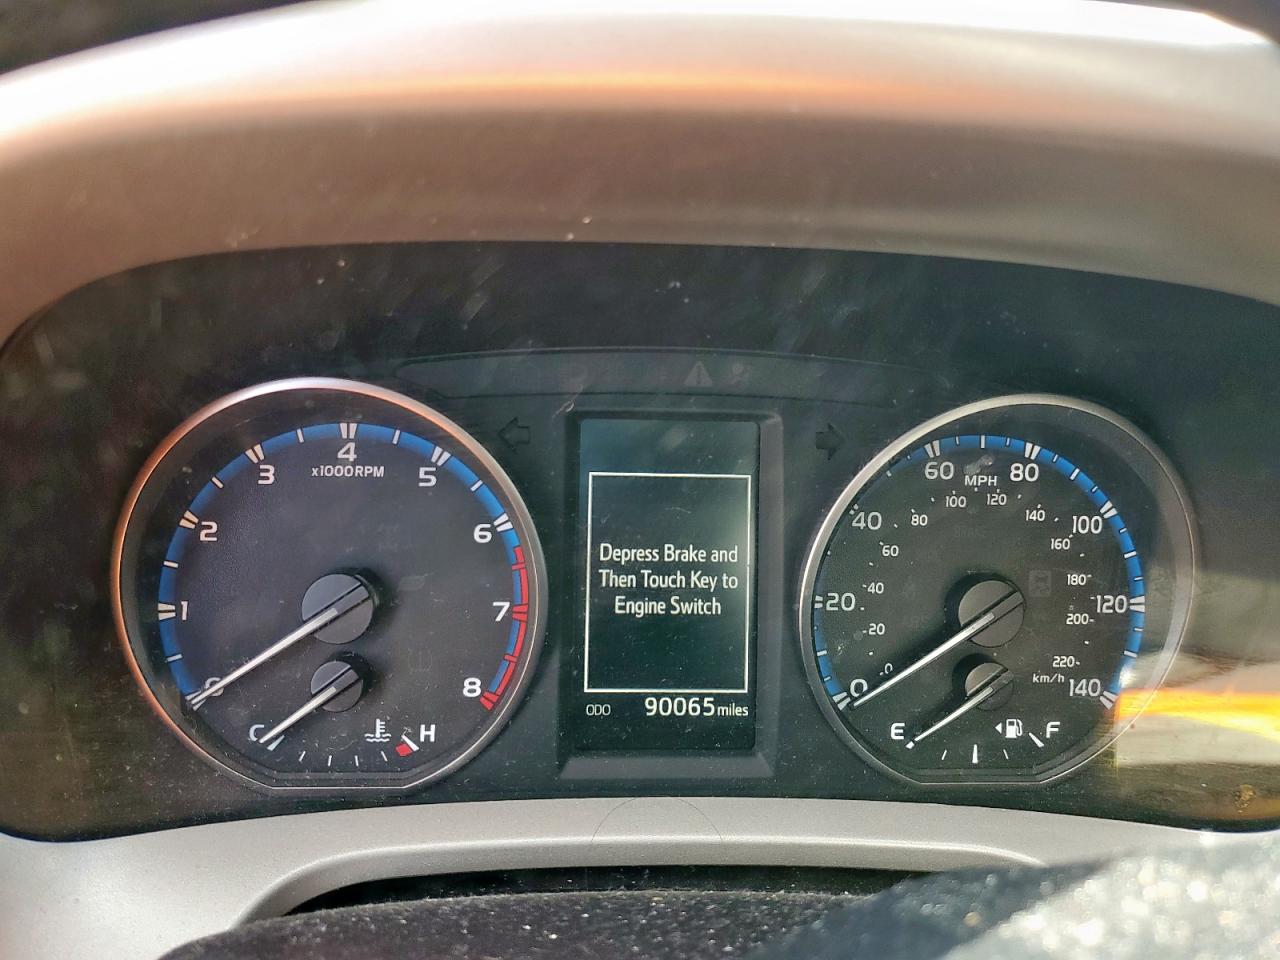 x1000RPM
0
1
2
3
4
5
6
7
8
C
H
Depress Brake and
Then Touch Key to
Engine Switch
ODO 90065 miles
MPH
0
20
40
60
80
100
120
140
0
20
40
60
80
100
120
140
160
180
200
220
km/h
E
F